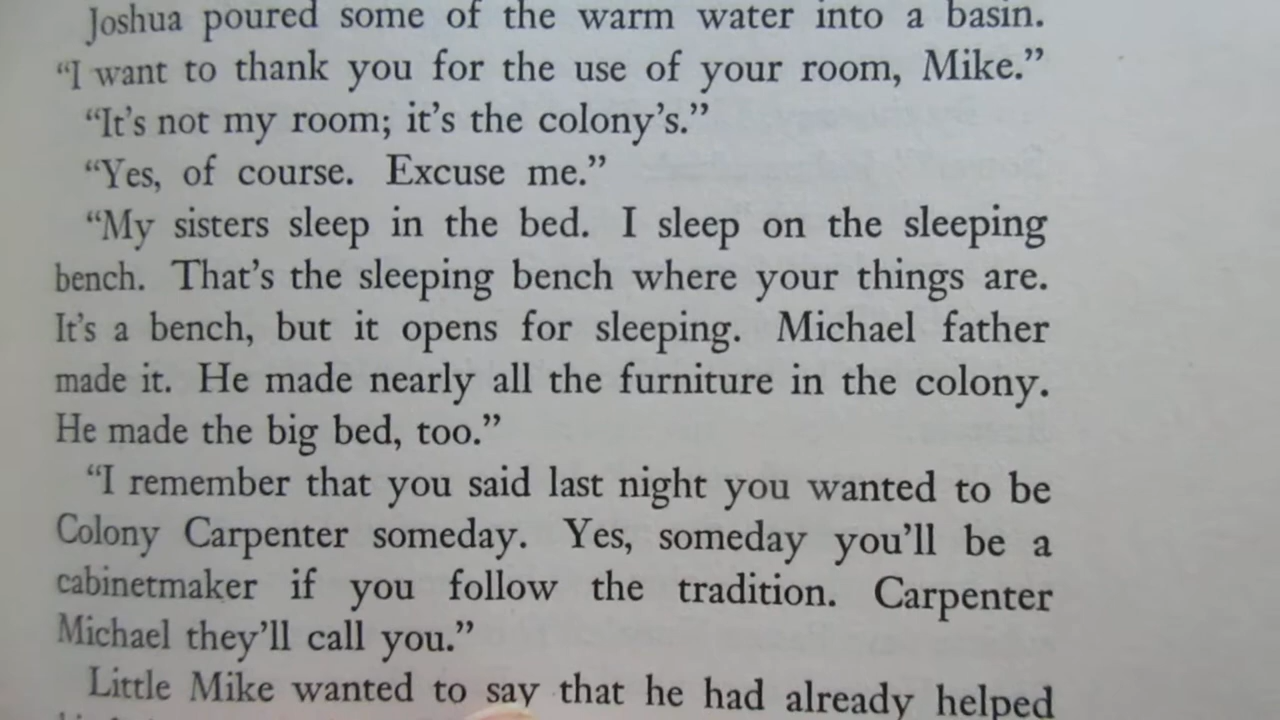 Joshua poured some of the warm water into a basin.
“I want to thank you for the use of your room, Mike.”
“It's not my room; it's the colony's.”
“Yes, of course. Excuse me.”
“My sisters sleep in the bed. I sleep on the sleeping
bench. That's the sleeping bench where your things are.
It's a bench, but it opens for sleeping. Michael father
made it. He made nearly all the furniture in the colony.
He made the big bed, too.”
“I remember that you said last night you wanted to be
Colony Carpenter someday. Yes, someday you'll be a
cabinetmaker if you follow the tradition. Carpenter
Michael they'll call you.”
Little Mike wanted to say that he had already helped